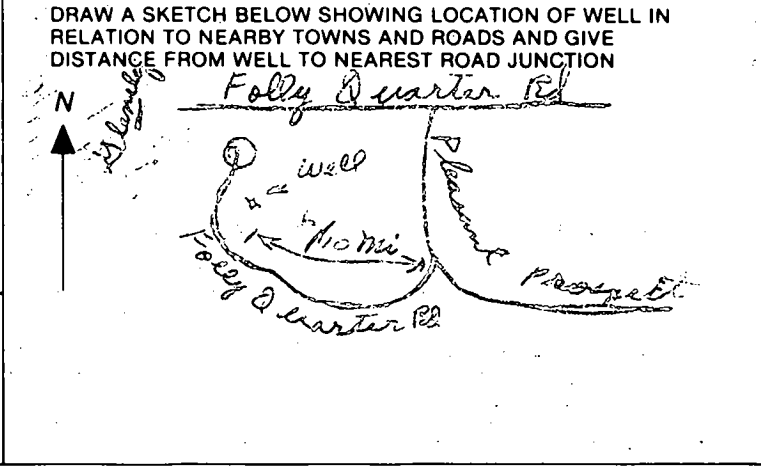 DRAW A SKETCH BELOW SHOWING LOCATION OF WELL IN
RELATION TO NEARBY TOWNS AND ROADS AND GIVE
DISTANCE FROM WELL TO NEAREST ROAD JUNCTION
N
Folly Quarter Rd
well
Pleasant
Prospect
Folly Quarter Rd